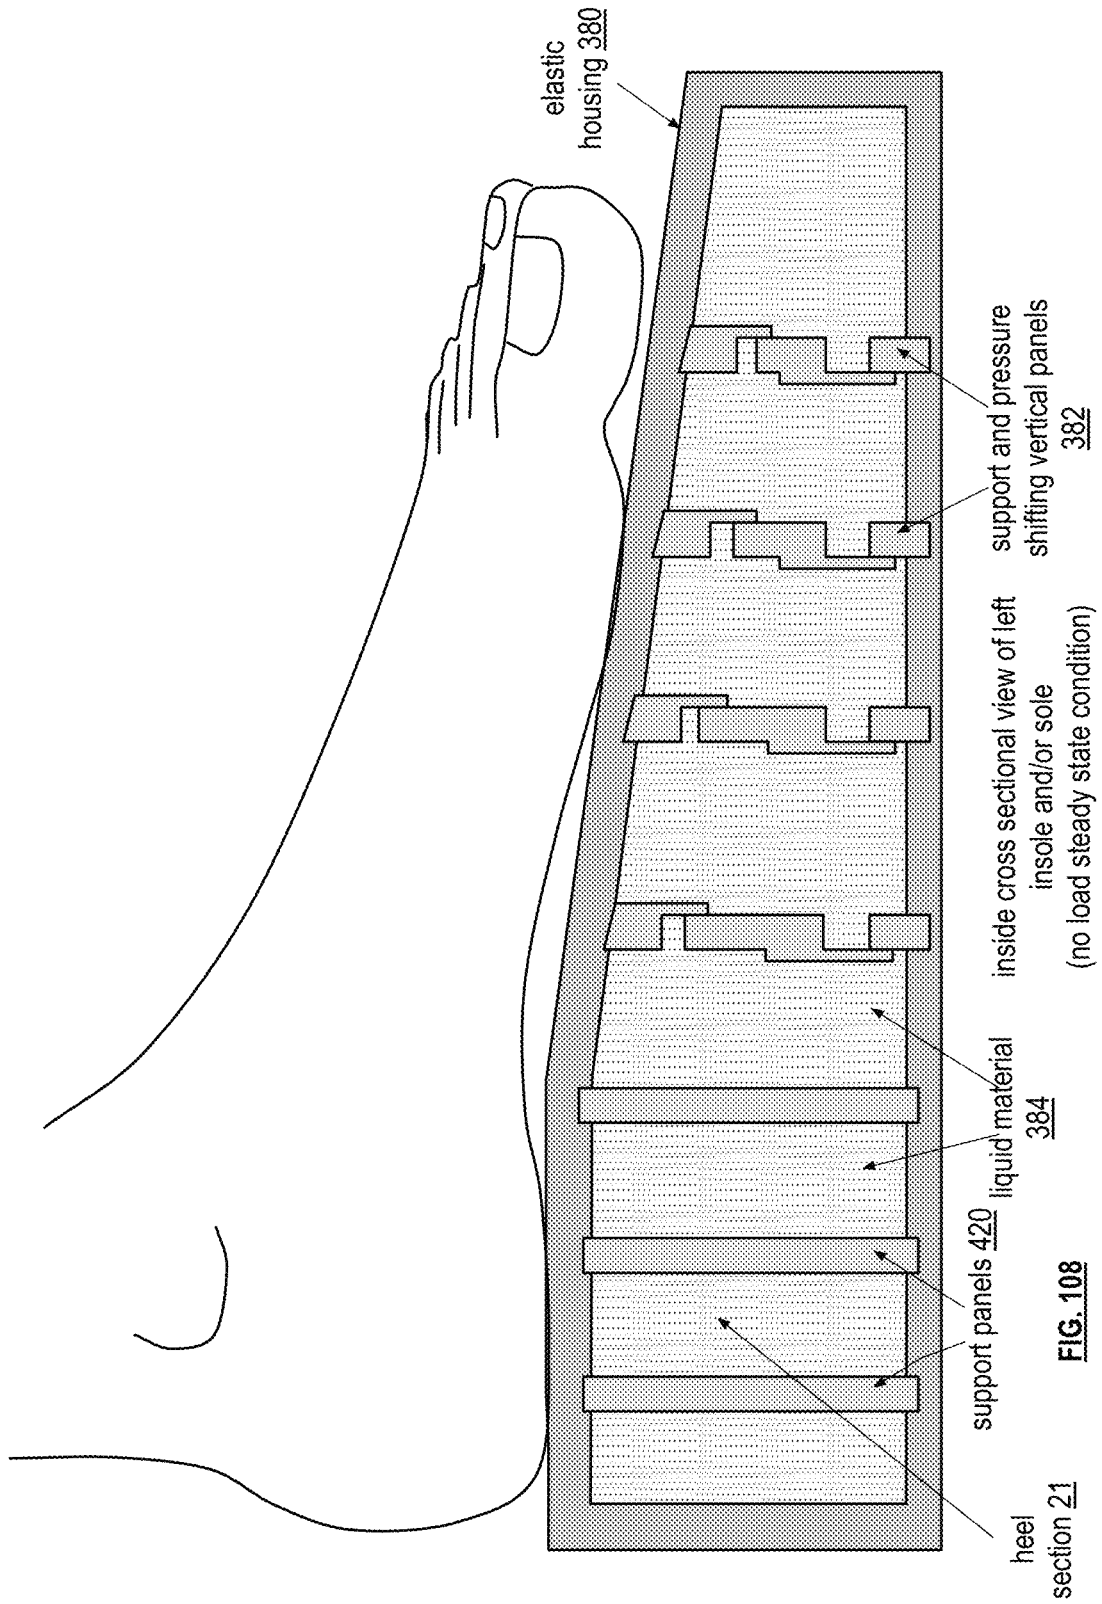 elastic
housing 380
support and pressure
shifting vertical panels
382
inside cross sectional view of left
insole and/or sole
(no load steady state condition)
liquid material
384
support panels 420
heel
section 21
FIG. 108